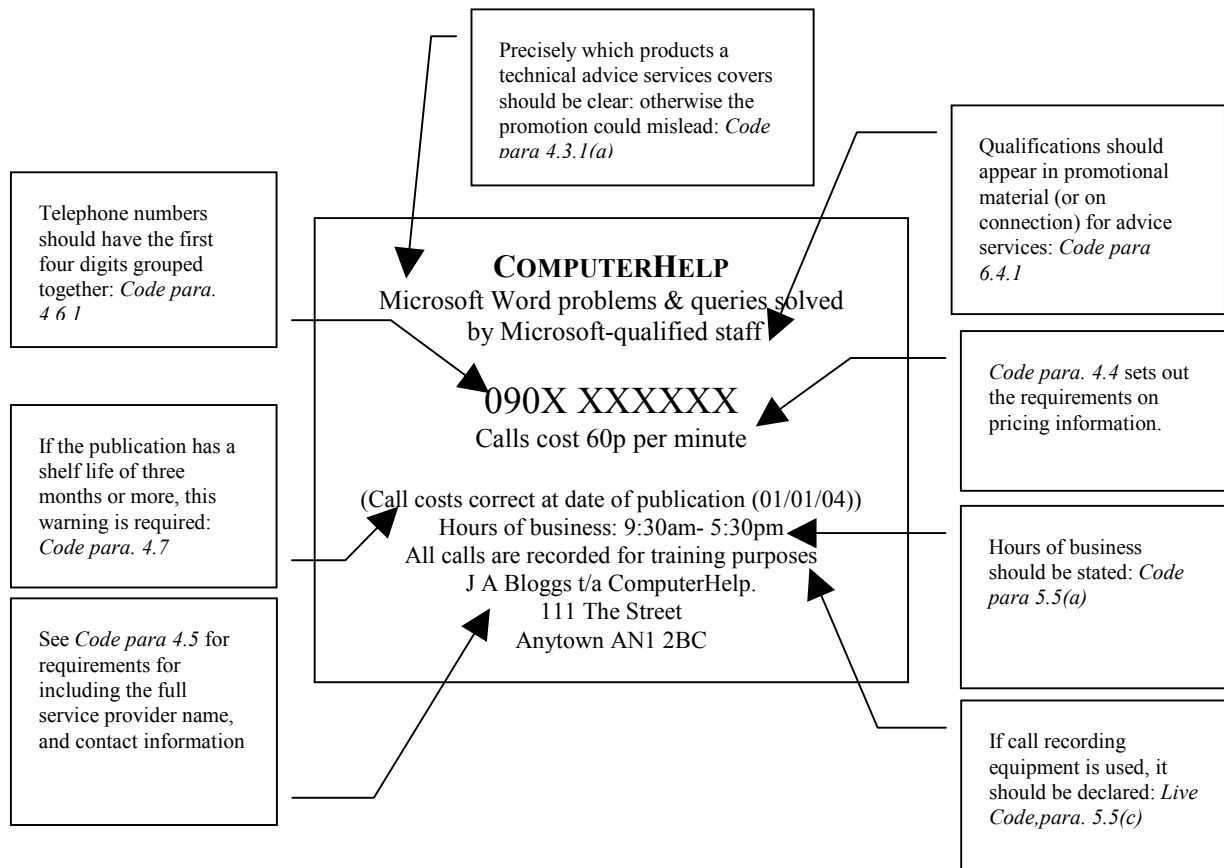 Precisely which products a
technical advice services covers
should be clear: otherwise the
promotion could mislead: Code
para 4.3.1(a)
Qualifications should
appear in promotional
material (or on
connection) for advice
services: Code para
6.4.1
Telephone numbers
should have the first
four digits grouped
together: Code para.
4.6.1
COMPUTERHELP
Microsoft Word problems & queries solved
by Microsoft-qualified staff
090X XXXXXX
Calls cost 60p per minute
(Call costs correct at date of publication (01/01/04))
Hours of business: 9:30am- 5:30pm
All calls are recorded for training purposes
J A Bloggs t/a ComputerHelp.
111 The Street
Anytown AN1 2BC
Code para. 4.4 sets out
the requirements on
pricing information.
If the publication has a
shelf life of three
months or more, this
warning is required:
Code para. 4.7
Hours of business
should be stated: Code
para 5.5(a)
See Code para 4.5 for
requirements for
including the full
service provider name,
and contact information
If call recording
equipment is used, it
should be declared: Live
Code,para. 5.5(c)